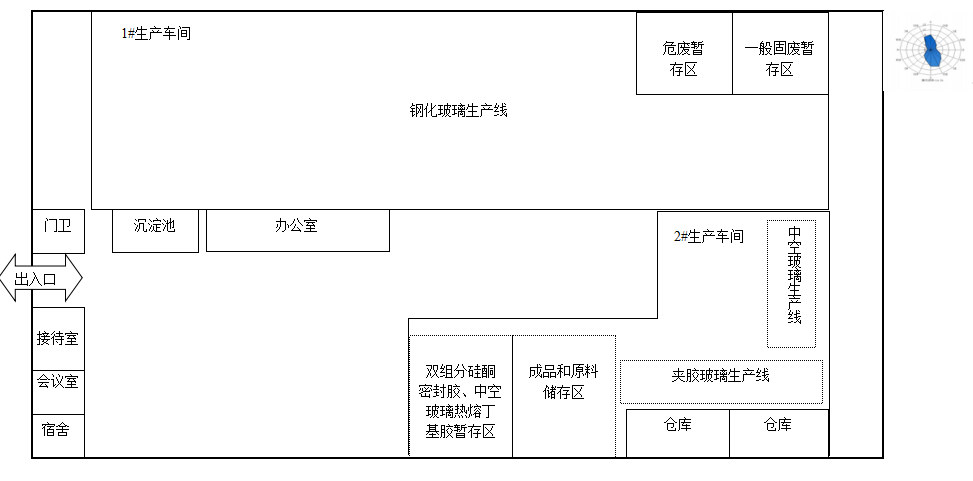 1#生产车间
危废暂
存区
一般固废暂
存区
钢化玻璃生产线
门卫
沉淀池
办公室
2#生产车间
中空玻璃生产线
出入口
接待室
会议室
宿舍
双组分硅酮
密封胶、中空
玻璃热熔丁
基胶暂存区
成品和原料
储存区
夹胶玻璃生产线
仓库
仓库